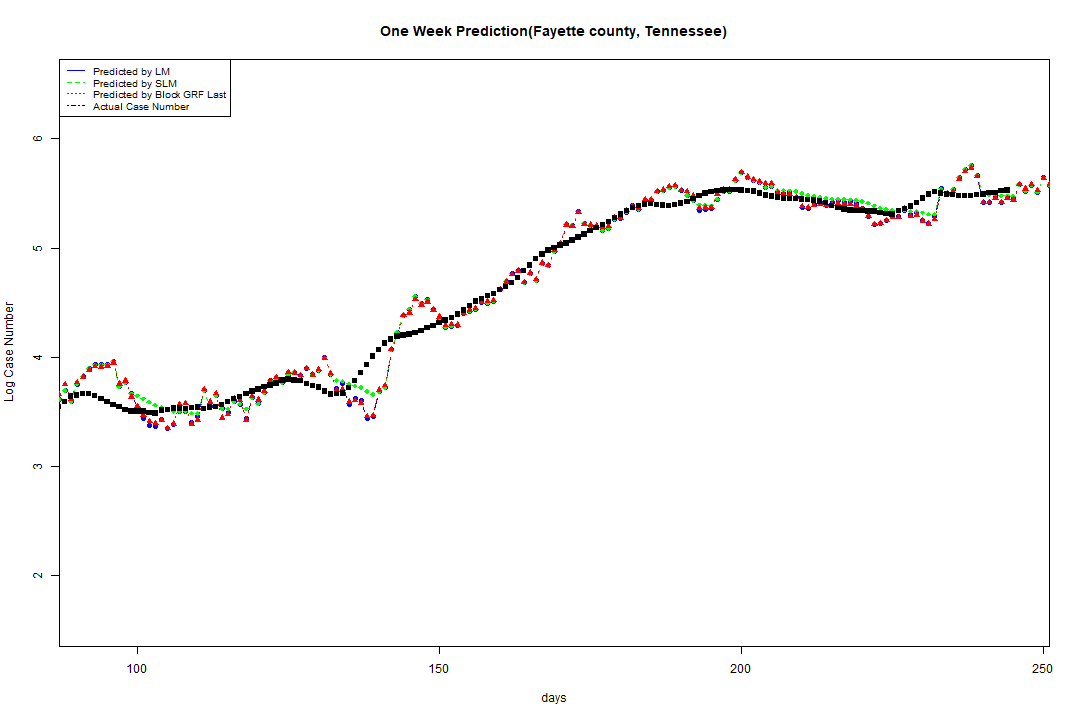 One Week Prediction(Fayette county, Tennessee)
Predicted by LM
Predicted by SLM
Predicted by Block GRF Last
Actual Case Number
6
5
4
3
2
Log Case Number
100
150
200
250
days